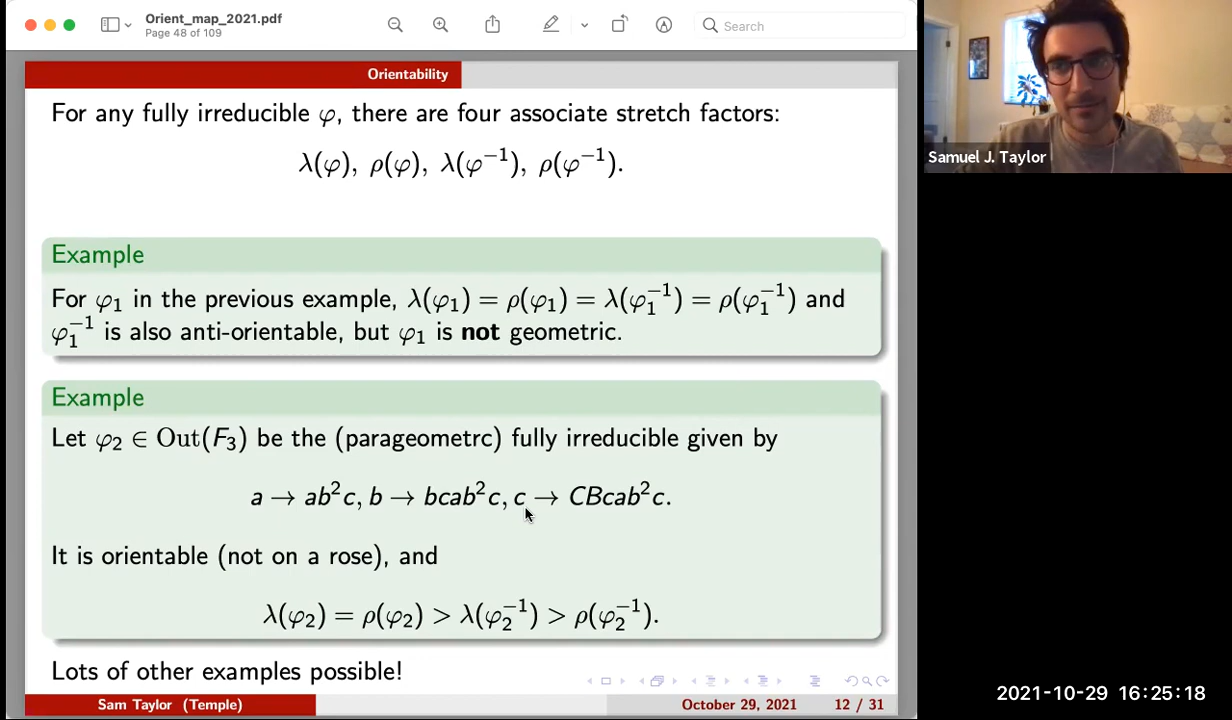 Orient_map_2021.pdf
Page 48 of 109
Search
Orientability
For any fully irreducible φ, there are four associate stretch factors:
λ(φ), ρ(φ), λ(φ⁻¹), ρ(φ⁻¹).
Example
For φ₁ in the previous example, λ(φ₁) = ρ(φ₁) = λ(φ₁⁻¹) = ρ(φ₁⁻¹) and
φ₁⁻¹ is also anti-orientable, but φ₁ is not geometric.
Example
Let φ₂ ∈ Out(F₃) be the (parageometrc) fully irreducible given by
a → ab²c, b → bcab²c, c → CBcab²c.
It is orientable (not on a rose), and
λ(φ₂) = ρ(φ₂) > λ(φ₂⁻¹) > ρ(φ₂⁻¹).
Lots of other examples possible!
Sam Taylor (Temple)
October 29, 2021
12 / 31
Samuel J. Taylor
2021-10-29 16:25:18